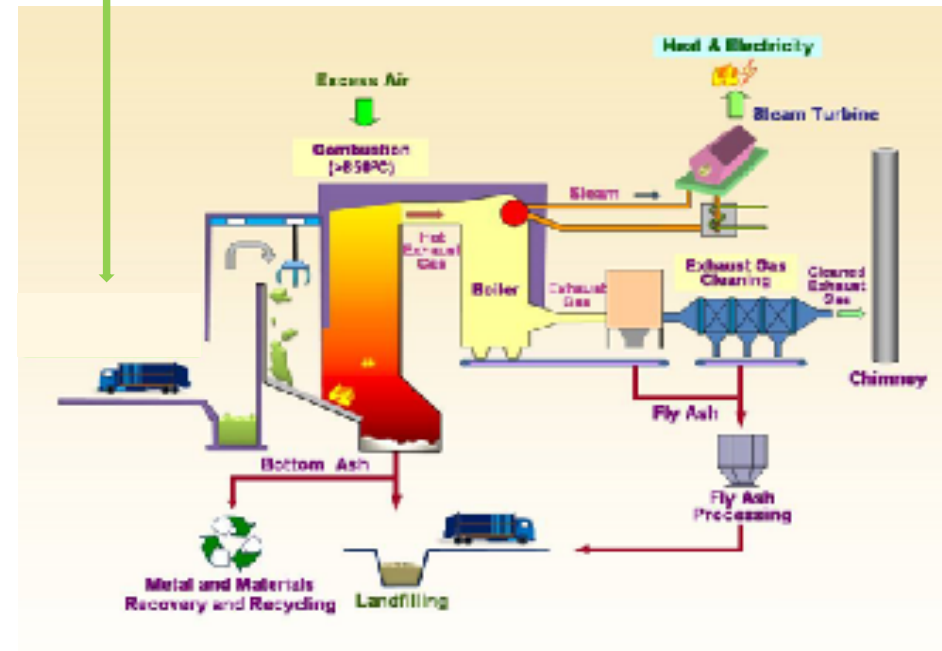 Heat & Electricity
Excess Air
Steam Turbine
Combustion
(>850ºC)
Steam
Hot
Exhaust
Gas
Exhaust Gas
Cleaning
Cleaned
Exhaust
Gas
Boiler
Exhaust
Gas
Chimney
Fly Ash
Bottom Ash
Fly Ash
Processing
Metal and Materials
Recovery and Recycling
Landfilling